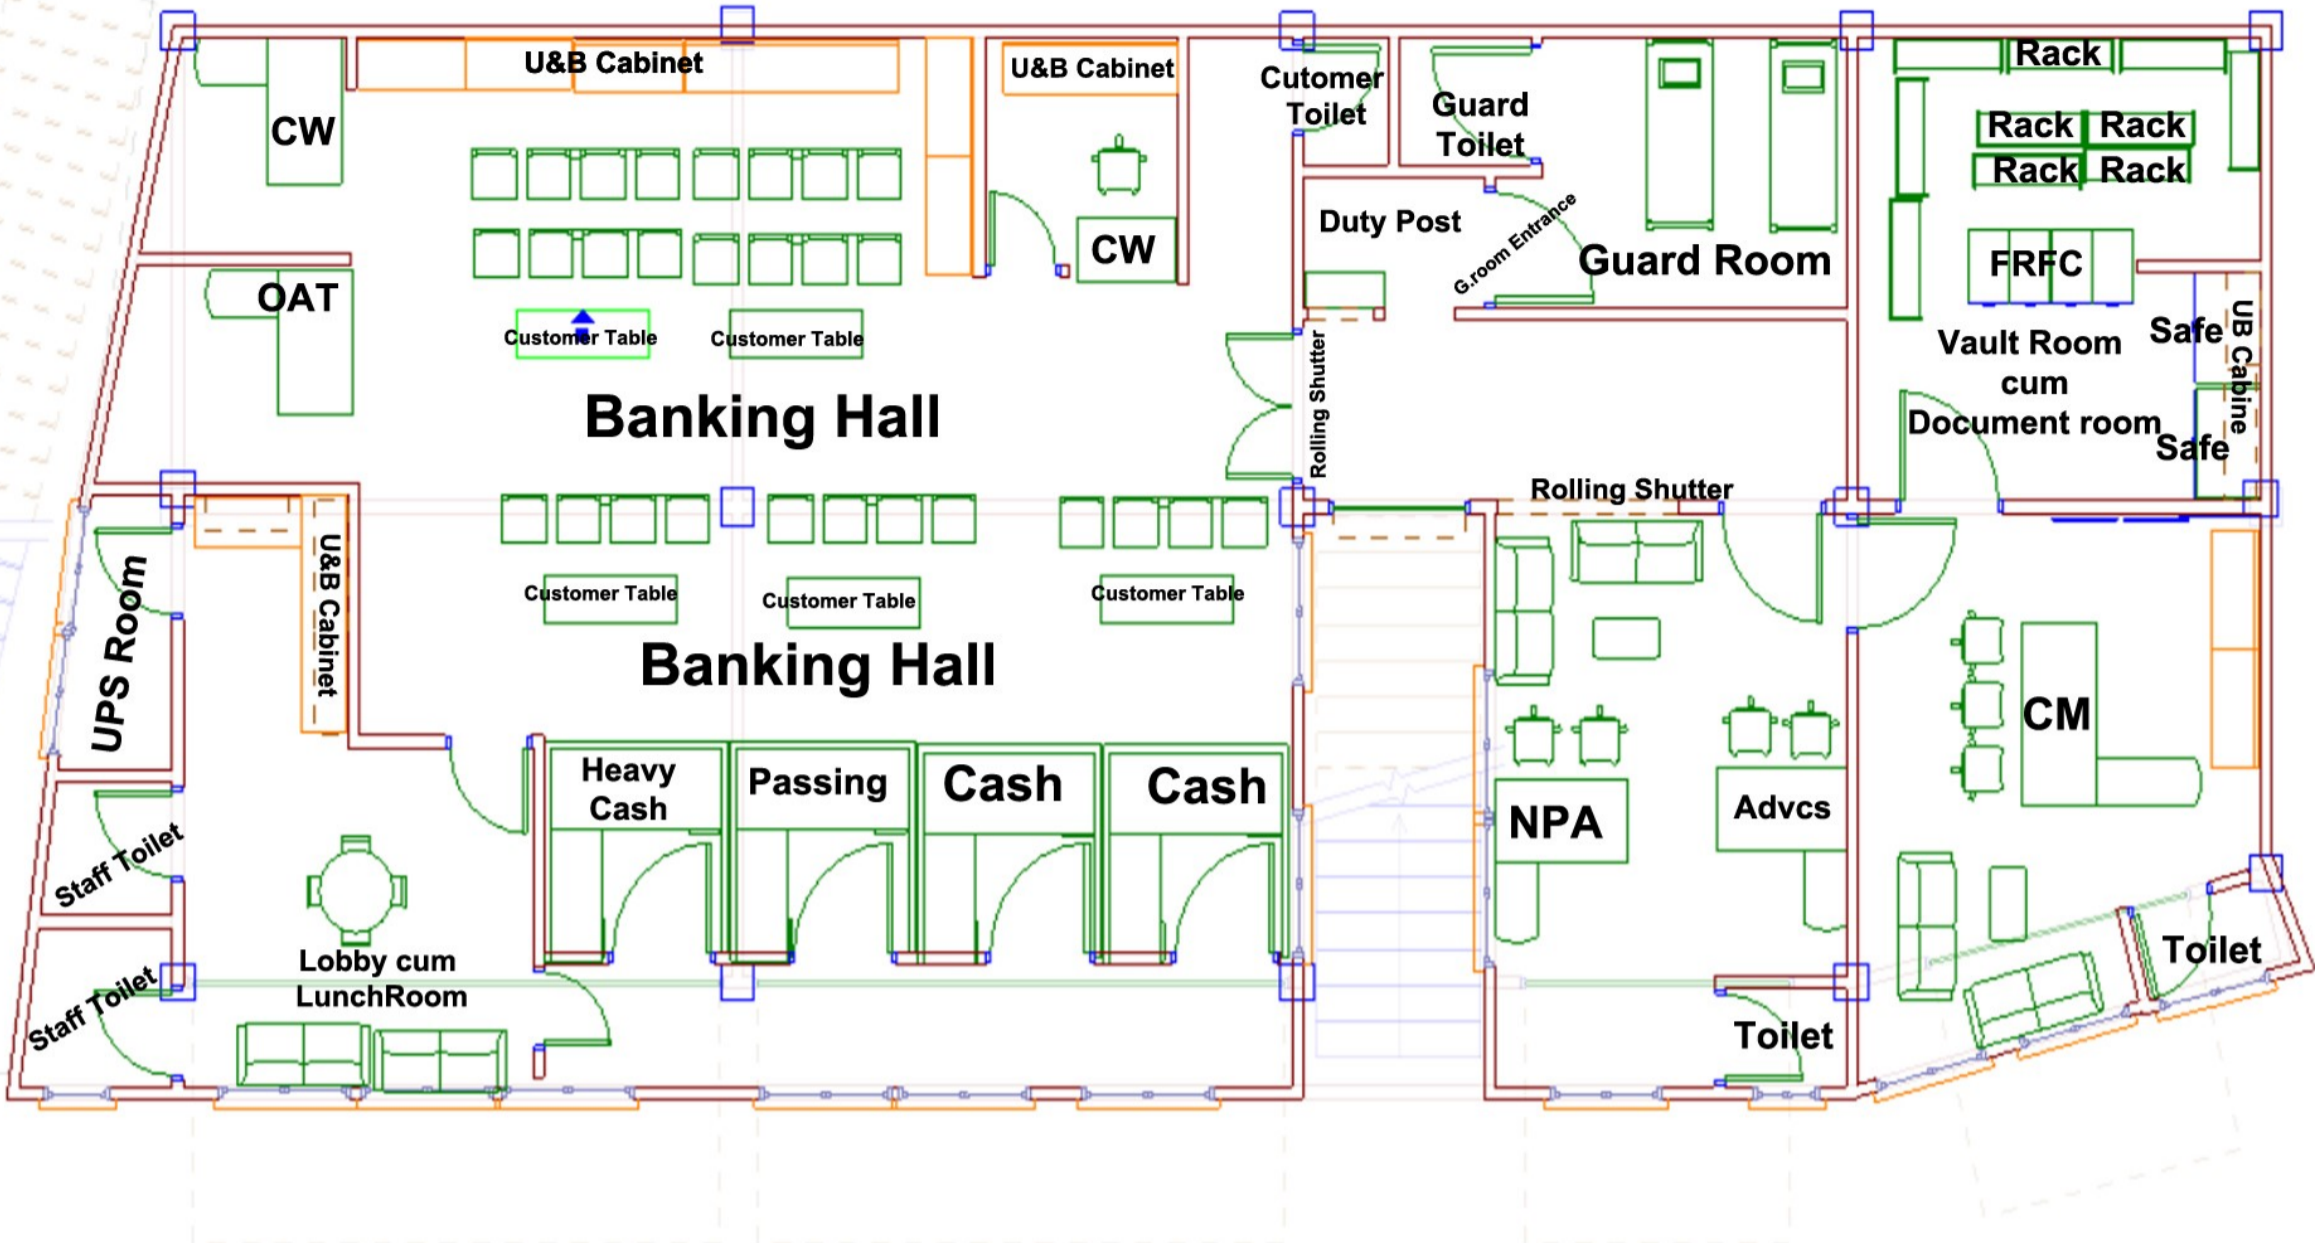 U&B Cabinet
U&B Cabinet
Cutomer
Toilet
Guard
Toilet
Rack
CW
Rack
Rack
Rack
Rack
Duty Post
G.room Entrance
CW
Guard Room
FRFC
OAT
Customer Table
Customer Table
Rolling Shutter
Vault Room
cum
Document room
Safe
UB Cabine
Safe
Banking Hall
Rolling Shutter
UPS Room
U&B Cabinet
Customer Table
Customer Table
Customer Table
Banking Hall
CM
Heavy
Cash
Passing
Cash
Cash
NPA
Advcs
Staff Toilet
Lobby cum
LunchRoom
Staff Toilet
Toilet
Toilet